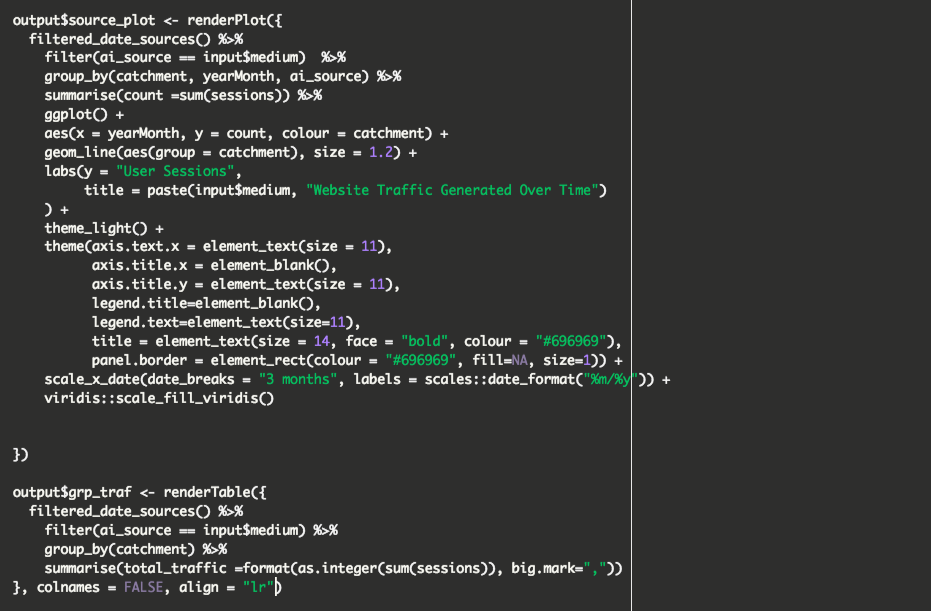 output$source_plot <- renderPlot({
  filtered_date_sources() %>%
    filter(ai_source == input$medium)  %>%
    group_by(catchment, yearMonth, ai_source) %>%
    summarise(count =sum(sessions)) %>%
    ggplot() +
    aes(x = yearMonth, y = count, colour = catchment) +
    geom_line(aes(group = catchment), size = 1.2) +
    labs(y = "User Sessions",
         title = paste(input$medium, "Website Traffic Generated Over Time")
    ) +
    theme_light() +
    theme(axis.text.x = element_text(size = 11),
          axis.title.x = element_blank(),
          axis.title.y = element_text(size = 11),
          legend.title=element_blank(),
          legend.text=element_text(size=11),
          title = element_text(size = 14, face = "bold", colour = "#696969"),
          panel.border = element_rect(colour = "#696969", fill=NA, size=1)) +
    scale_x_date(date_breaks = "3 months", labels = scales::date_format("%m/%y")) +
    viridis::scale_fill_viridis()
})
output$grp_traf <- renderTable({
  filtered_date_sources() %>%
    filter(ai_source == input$medium) %>%
    group_by(catchment) %>%
    summarise(total_traffic =format(as.integer(sum(sessions)), big.mark=","))
}, colnames = FALSE, align = "lr")